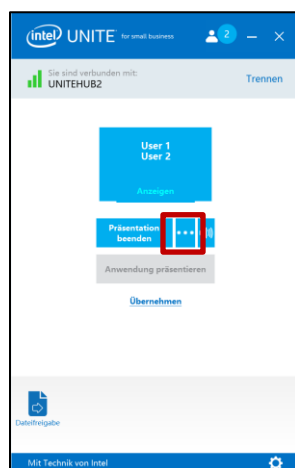 intel UNITE for small business 2
Sie sind verbunden mit:
UNITEHUB2
Trennen
User 1
User 2
Anzeigen
Präsentation
beenden
Anwendung präsentieren
Übernehmen
Dateifreigabe
Mit Technik von Intel